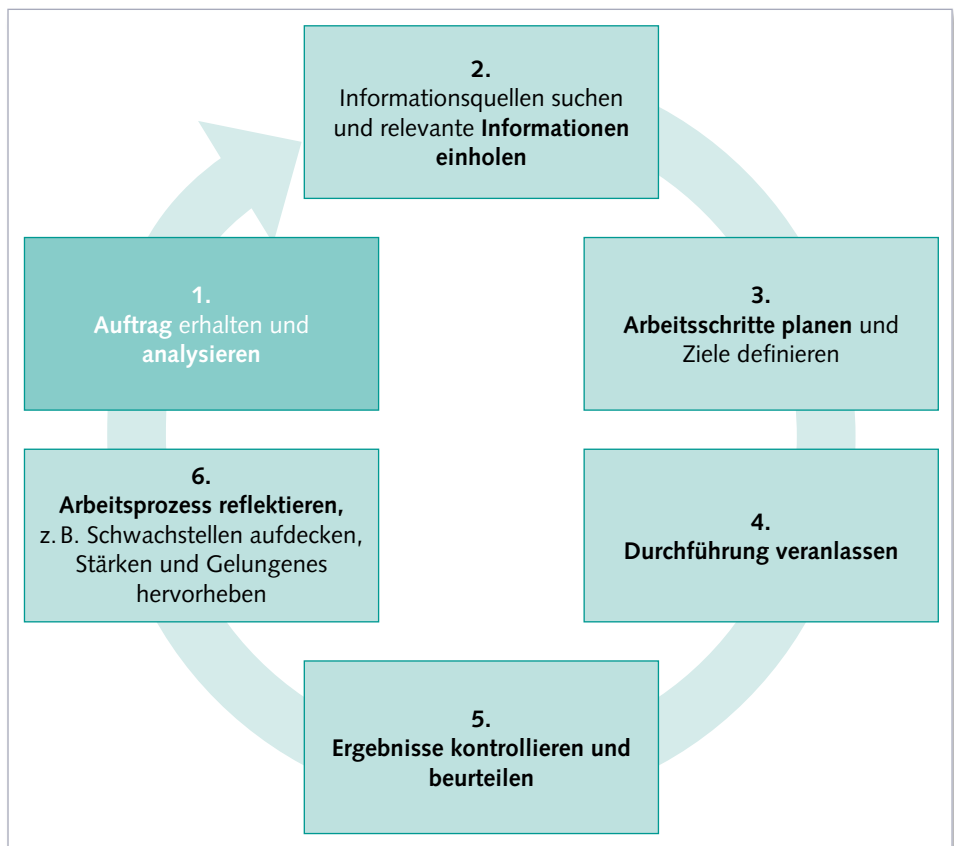 1.
Auftrag erhalten und
analysieren
2.
Informationsquellen suchen
und relevante Informationen
einholen
3.
Arbeitsschritte planen und
Ziele definieren
4.
Durchführung veranlassen
5.
Ergebnisse kontrollieren und
beurteilen
6.
Arbeitsprozess reflektieren,
z. B. Schwachstellen aufdecken,
Stärken und Gelungenes
hervorheben